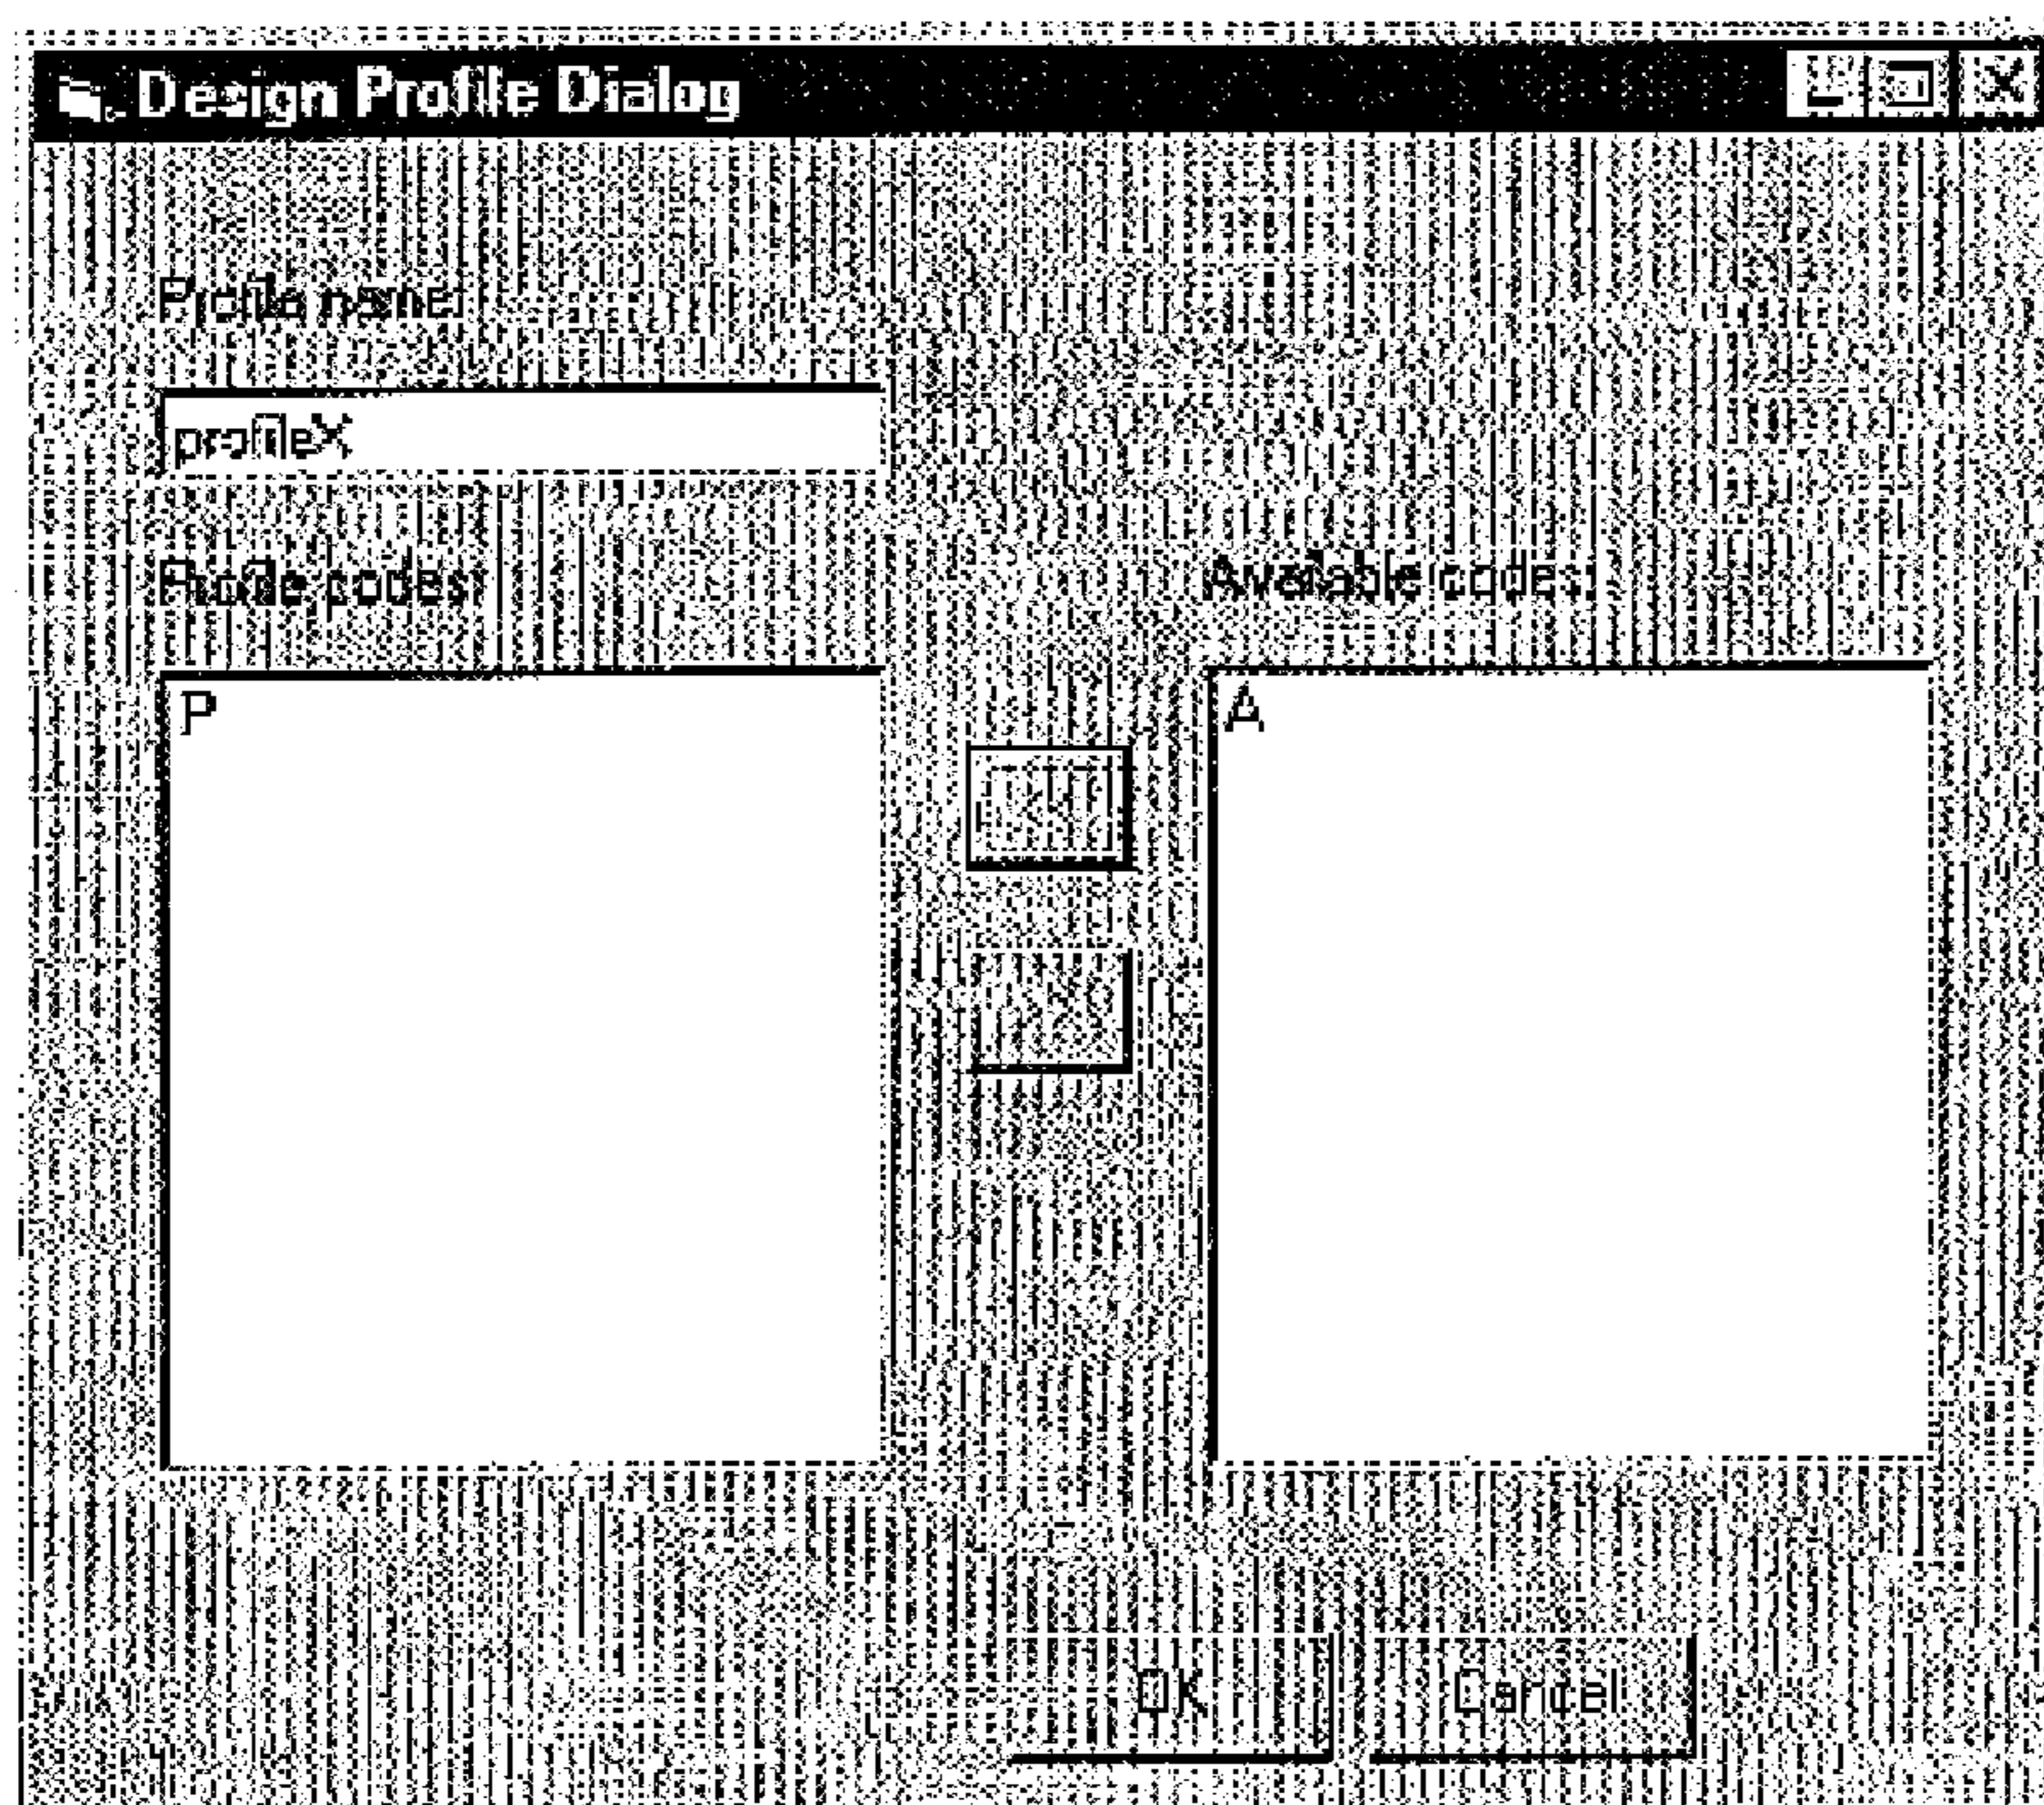 Design Profile Dialog
Profile name:
profileX
Profile codes:
Available codes:
P
A
OK
Cancel